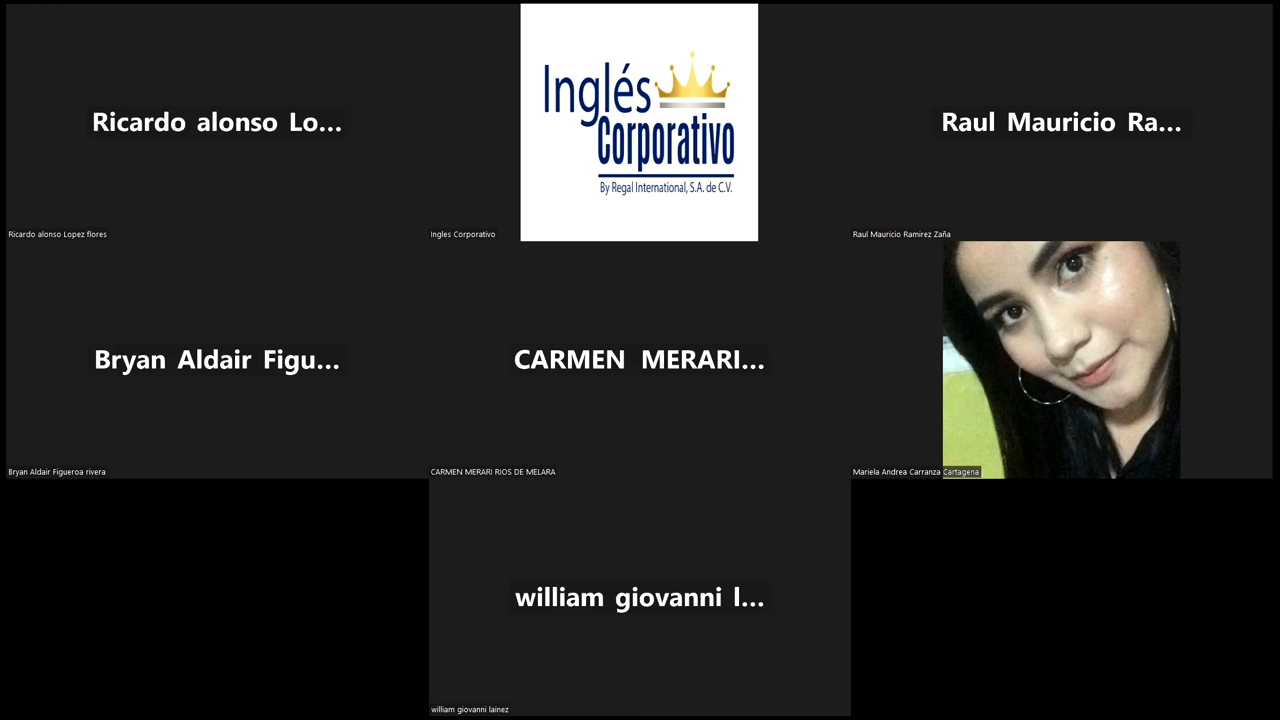 Ricardo alonso Lo...
Ricardo alonso Lopez flores
Inglés
Corporativo
By Regal International, S.A. de C.V.
Ingles Corporativo
Raul Mauricio Ra...
Raul Mauricio Ramirez Zaña
Bryan Aldair Figu...
Bryan Aldair Figueroa rivera
CARMEN MERARI...
CARMEN MERARI RIOS DE MELARA
Mariela Andrea Carranza Cartagena
william giovanni l...
william giovanni lainez